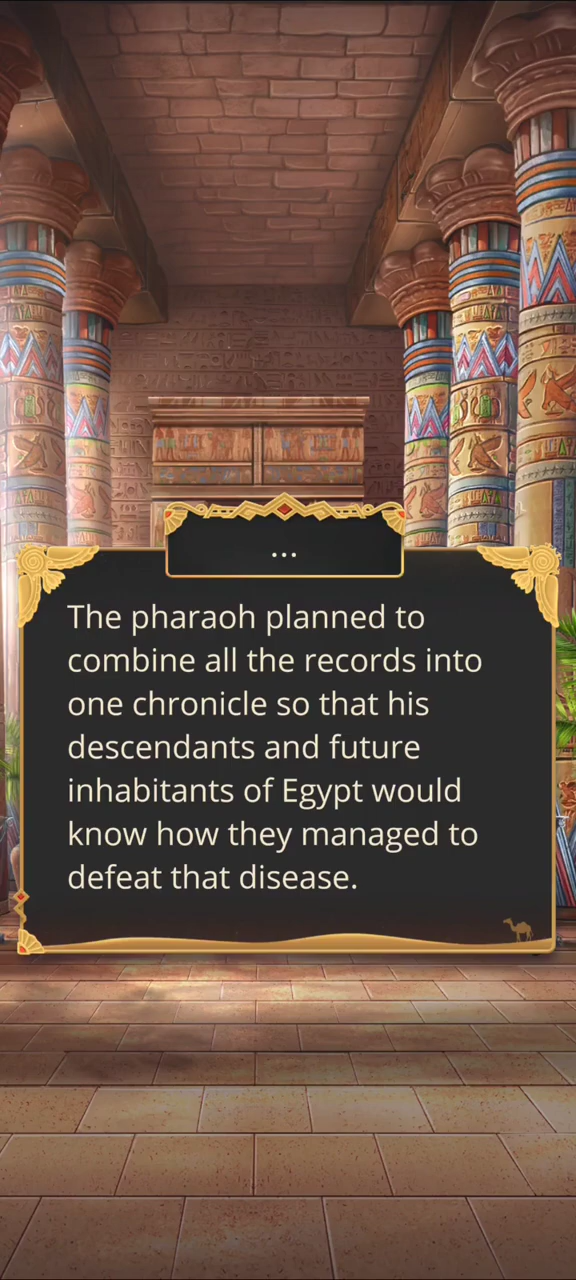 ...
The pharaoh planned to
combine all the records into
one chronicle so that his
descendants and future
inhabitants of Egypt would
know how they managed to
defeat that disease.